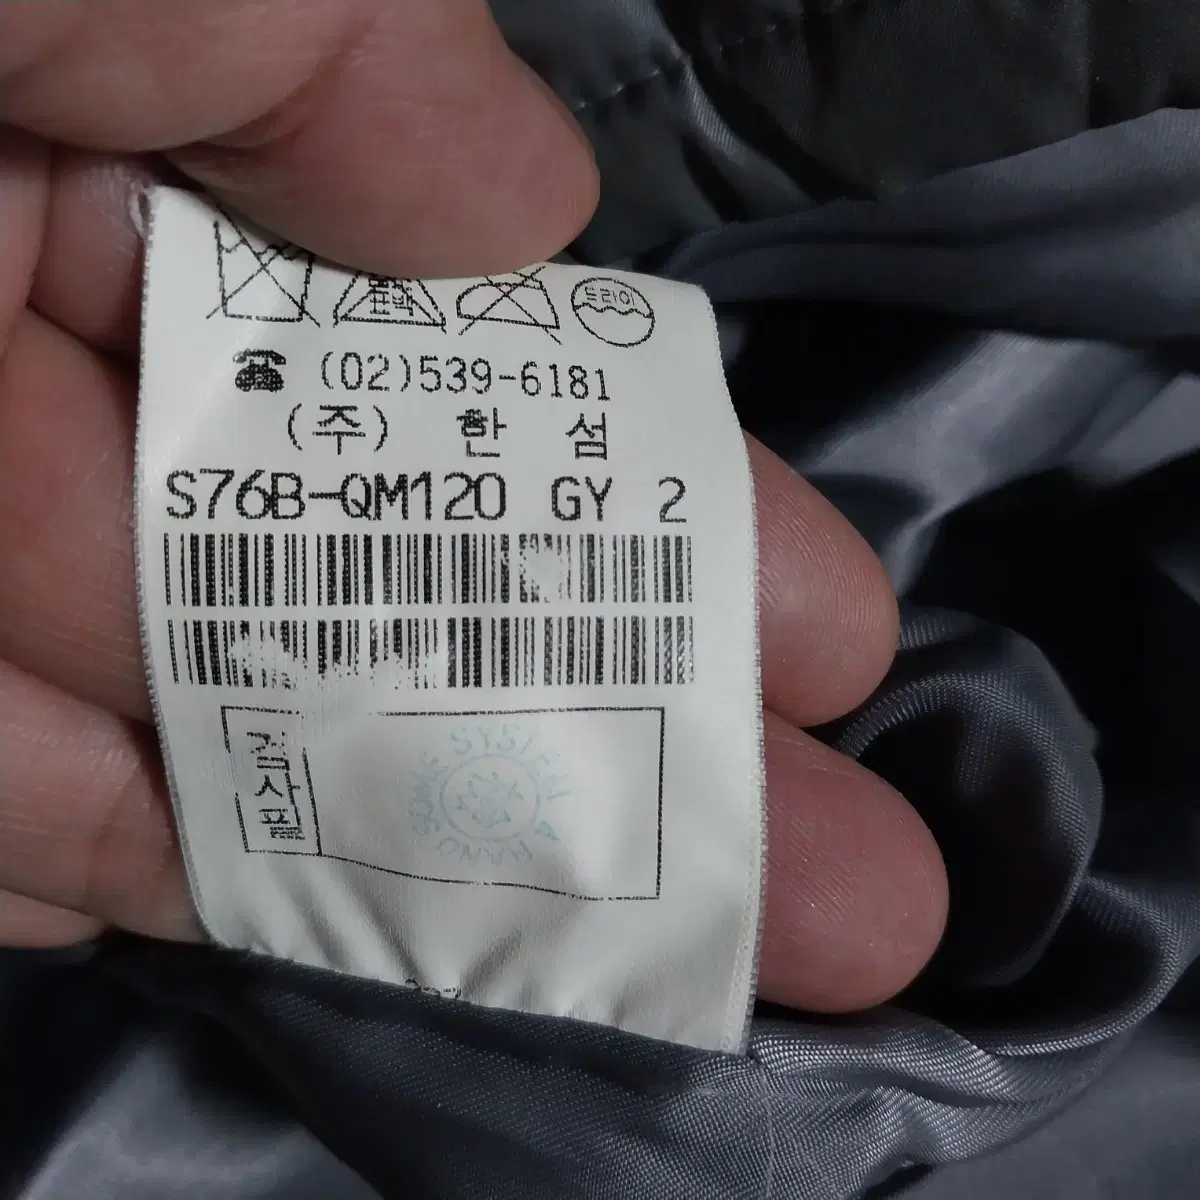 표백
드라이
(02)539-6181
(주) 한 섬
S76B-QM120 GY 2
검사필
SYSTEM
HAND